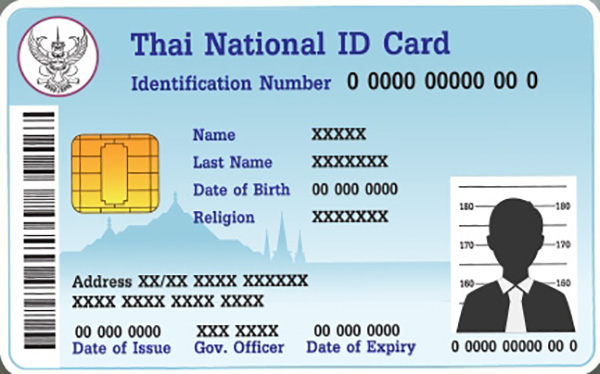 Thai National ID Card
Identification Number 0 0000 00000 00 0
Name XXXXX
Last Name XXXXXXX
Date of Birth 00 000 0000
Religion XXXXXXX
180 180
170 170
160 160
Address XX/XX XXXX XXXXXX
XXXX XXXX XXXX XXXX
00 000 0000 XXX XXXX 00 000 0000
Date of Issue Gov. Officer Date of Expiry
0 0000 00000 00 0